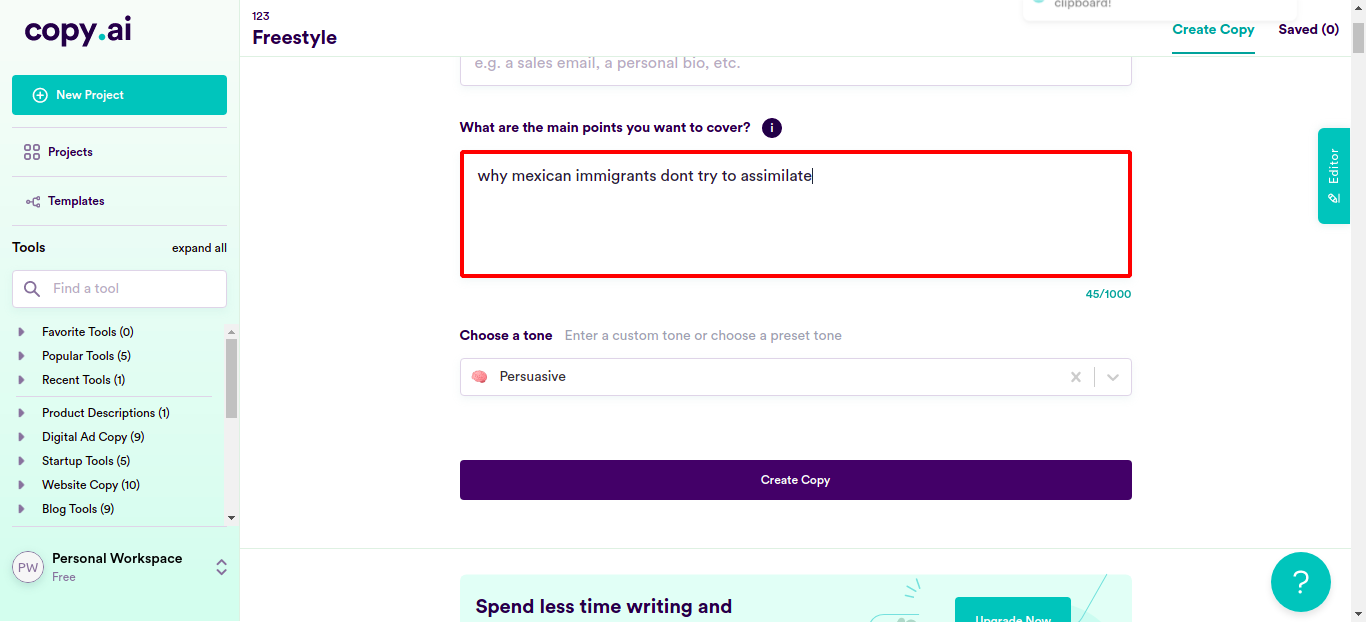 copy.ai
New Project
Projects
Templates
Tools
expand all
Find a tool
Favorite Tools (0)
Popular Tools (5)
Recent Tools (1)
Product Descriptions (1)
Digital Ad Copy (9)
Startup Tools (5)
Website Copy (10)
Blog Tools (9)
PW
Personal Workspace
Free
123
Freestyle
clipboard!
Create Copy
Saved (0)
e.g. a sales email, a personal bio, etc.
What are the main points you want to cover? i
why mexican immigrants dont try to assimilate
45/1000
Choose a tone Enter a custom tone or choose a preset tone
Persuasive
Create Copy
Editor
Spend less time writing and
Upgrade Now
?